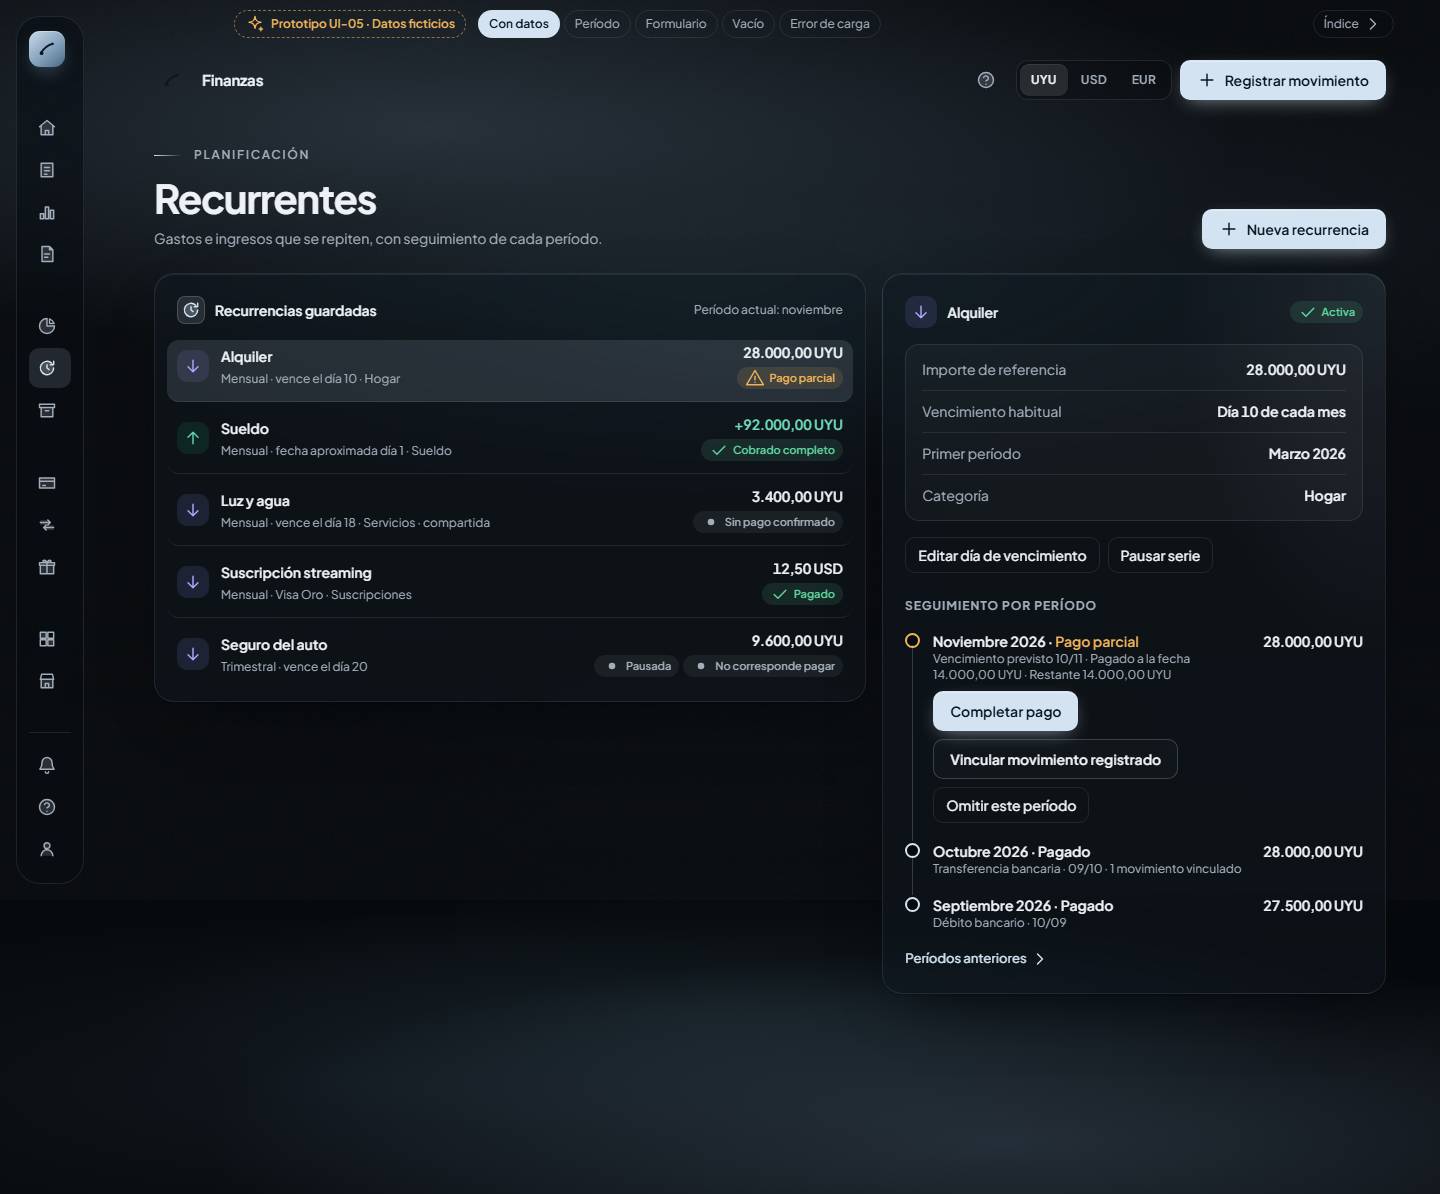 Prototipo UI-05 · Datos ficticios
Con datos
Período
Formulario
Vacío
Error de carga
Índice
Finanzas
UYU
USD
EUR
Registrar movimiento
PLANIFICACIÓN
Recurrentes
Gastos e ingresos que se repiten, con seguimiento de cada período.
Nueva recurrencia
Recurrencias guardadas
Período actual: noviembre
Alquiler
28.000,00 UYU
Mensual · vence el día 10 · Hogar
Pago parcial
Sueldo
+92.000,00 UYU
Mensual · fecha aproximada día 1 · Sueldo
Cobrado completo
Luz y agua
3.400,00 UYU
Mensual · vence el día 18 · Servicios · compartida
Sin pago confirmado
Suscripción streaming
12,50 USD
Mensual · Visa Oro · Suscripciones
Pagado
Seguro del auto
9.600,00 UYU
Trimestral · vence el día 20
Pausada
No corresponde pagar
Alquiler
Activa
Importe de referencia
28.000,00 UYU
Vencimiento habitual
Día 10 de cada mes
Primer período
Marzo 2026
Categoría
Hogar
Editar día de vencimiento
Pausar serie
SEGUIMIENTO POR PERÍODO
Noviembre 2026 · Pago parcial
28.000,00 UYU
Vencimiento previsto 10/11 · Pagado a la fecha
14.000,00 UYU · Restante 14.000,00 UYU
Completar pago
Vincular movimiento registrado
Omitir este período
Octubre 2026 · Pagado
28.000,00 UYU
Transferencia bancaria · 09/10 · 1 movimiento vinculado
Septiembre 2026 · Pagado
27.500,00 UYU
Débito bancario · 10/09
Períodos anteriores